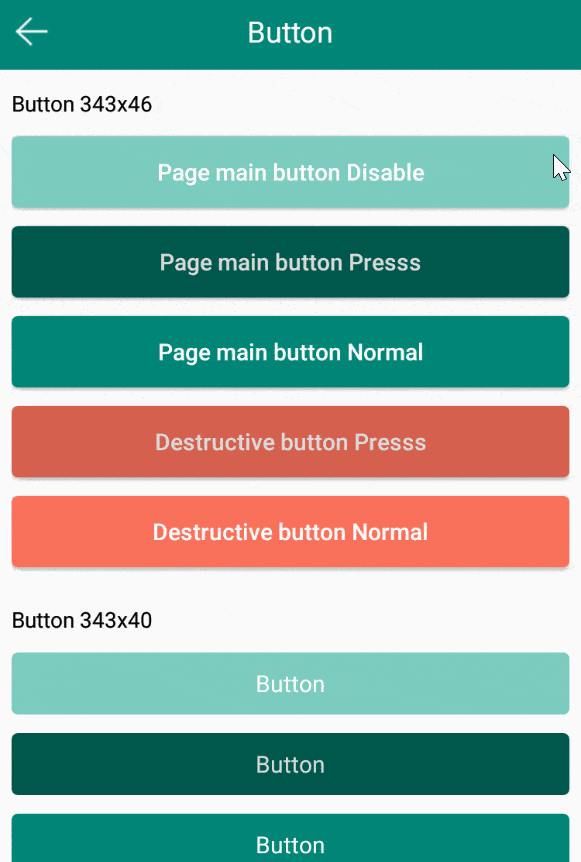 Button
Button 343x46
Page main button Disable
Page main button Presss
Page main button Normal
Destructive button Presss
Destructive button Normal
Button 343x40
Button
Button
Button